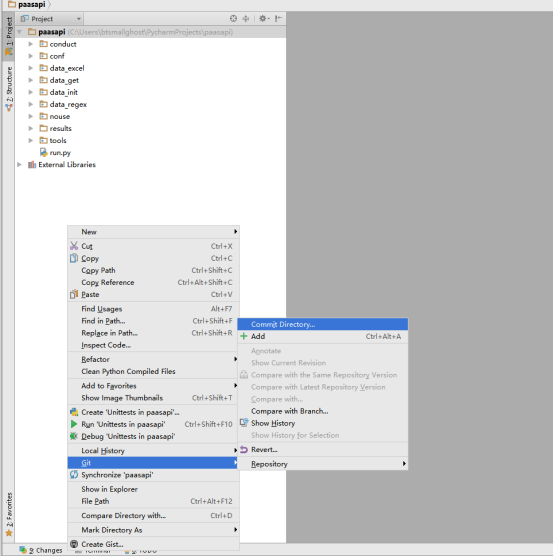 paasapi
Project
1: Project
paasapi (C:\Users\btsmallghost\PycharmProjects\paasapi)
conduct
conf
data_excel
data_get
data_init
data_regex
nouse
results
tools
run.py
External Libraries
Z: Structure
New
Cut Ctrl+X
Copy Ctrl+C
Copy Path Ctrl+Shift+C
Copy Reference Ctrl+Alt+Shift+C
Paste Ctrl+V
Find Usages Alt+F7
Find in Path... Ctrl+Shift+F
Replace in Path... Ctrl+Shift+R
Inspect Code...
Refactor
Clean Python Compiled Files
Add to Favorites
Show Image Thumbnails Ctrl+Shift+T
Create 'Unittests in paasapi'...
Run 'Unittests in paasapi' Ctrl+Shift+F10
Debug 'Unittests in paasapi'
Local History
Git
Synchronize 'paasapi'
Show in Explorer
File Path Ctrl+Alt+F12
Compare Directory with... Ctrl+D
Mark Directory As
Create Gist...
Commit Directory...
Add Ctrl+Alt+A
Annotate
Show Current Revision
Compare with the Same Repository Version
Compare with Latest Repository Version
Compare with...
Compare with Branch...
Show History
Show History for Selection
Revert...
Repository
2: Favorites
9: Changes
Terminal
TODO